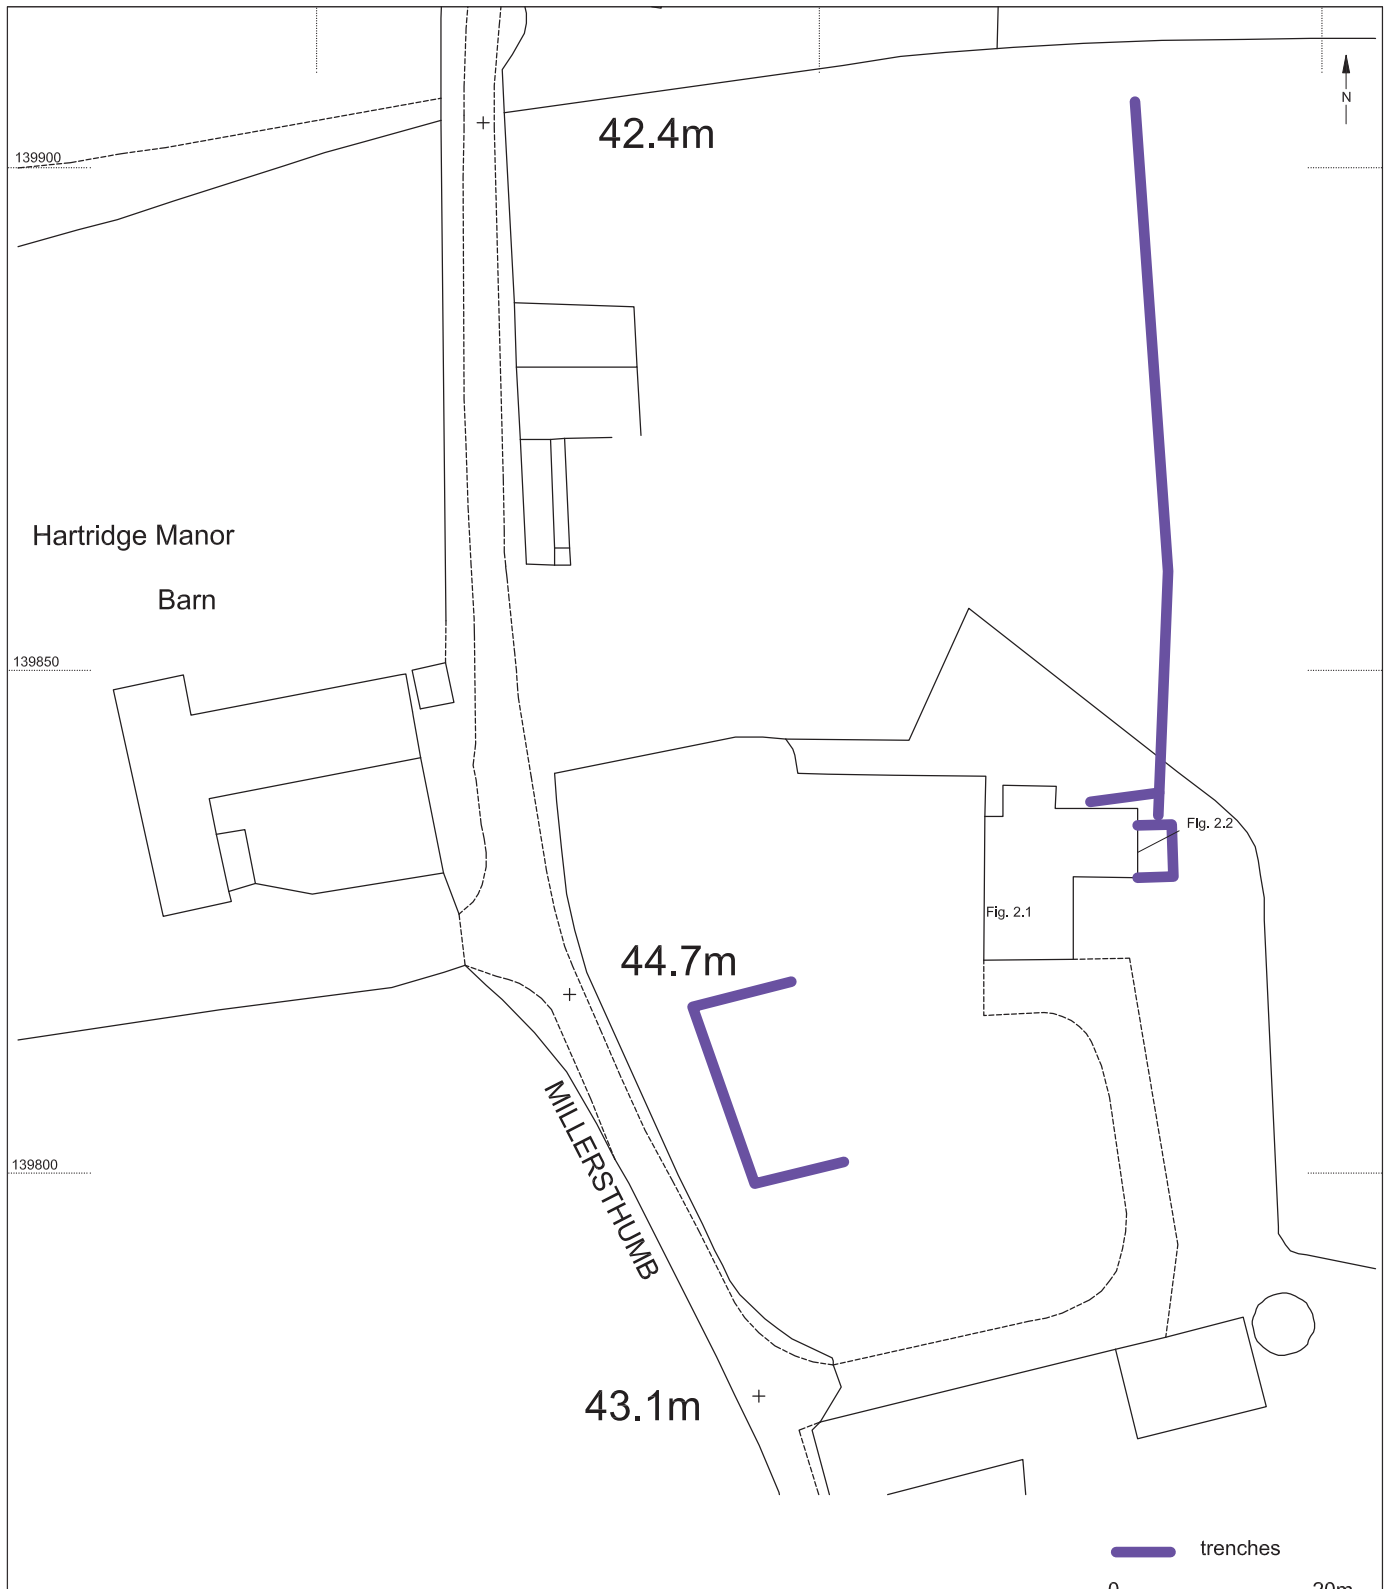 N
42.4m
139900
Hartridge Manor
Barn
139850
FIg. 2.2
Fig. 2.1
44.7m
MILLERSTHUMB
139800
43.1m
trenches
0 20m